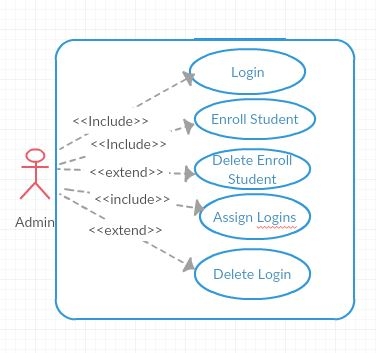 Login
<<Include>>
Enroll Student
<<Include>>
Delete Enroll
Student
<<extend>>
Admin
<<include>>
Assign Logins
<<extend>>
Delete Login